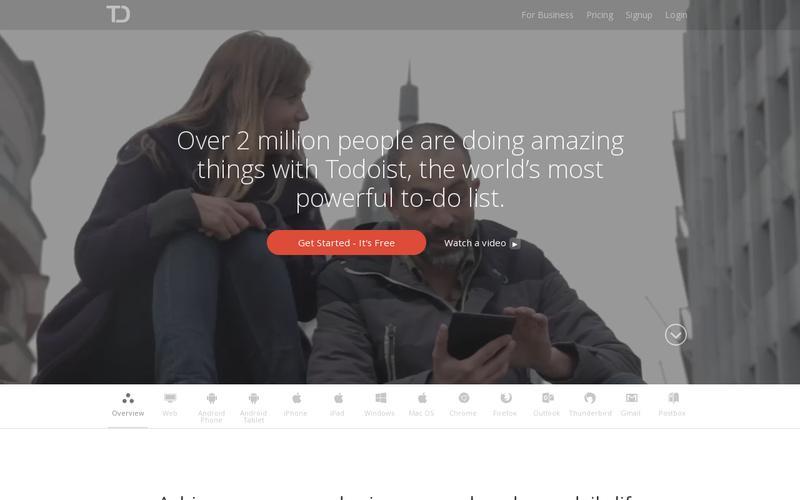 TD
For Business Pricing Signup Login
Over 2 million people are doing amazing
things with Todoist, the world's most
powerful to-do list.
Get Started - It's Free
Watch a video
Overview Web Android Phone Android Tablet iPhone iPad Windows Mac OS Chrome Firefox Outlook Thunderbird Gmail Postbox